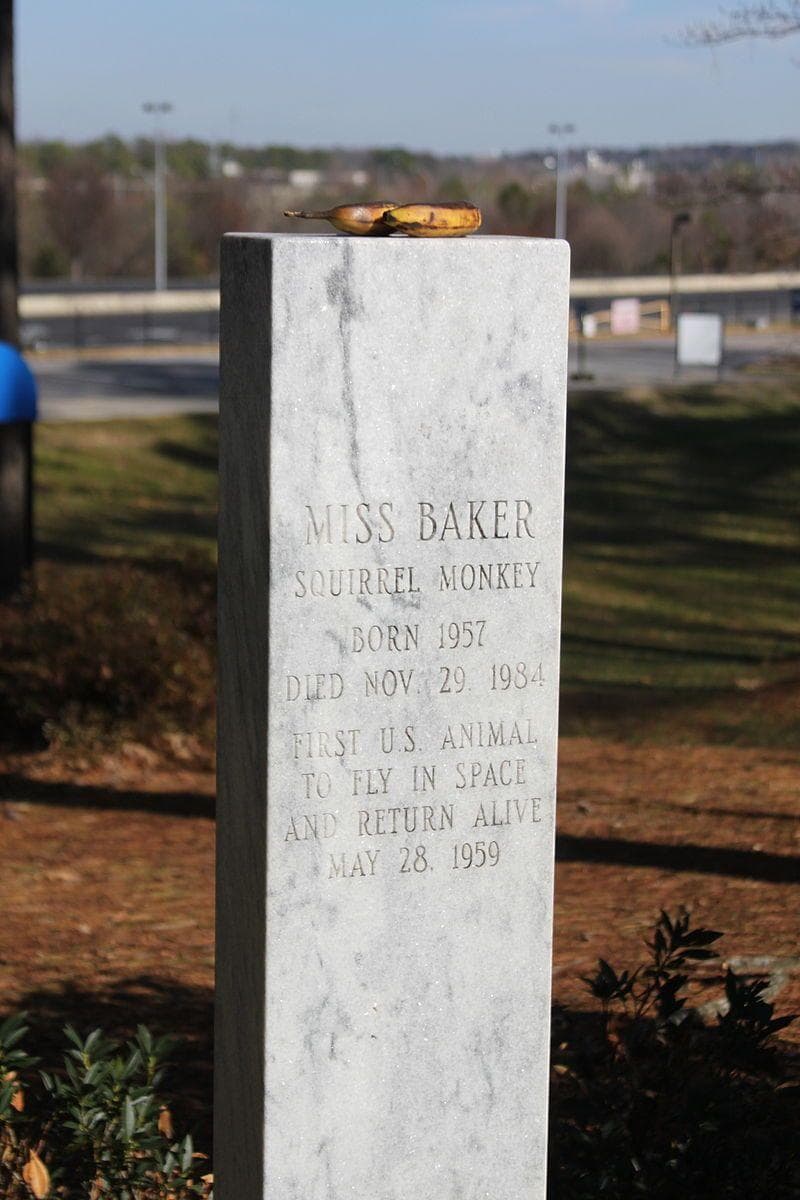 MISS BAKER
SQUIRREL MONKEY
BORN 1957
DIED NOV. 29, 1984
FIRST U.S. ANIMAL
TO FLY IN SPACE
AND RETURN ALIVE
MAY 28, 1959